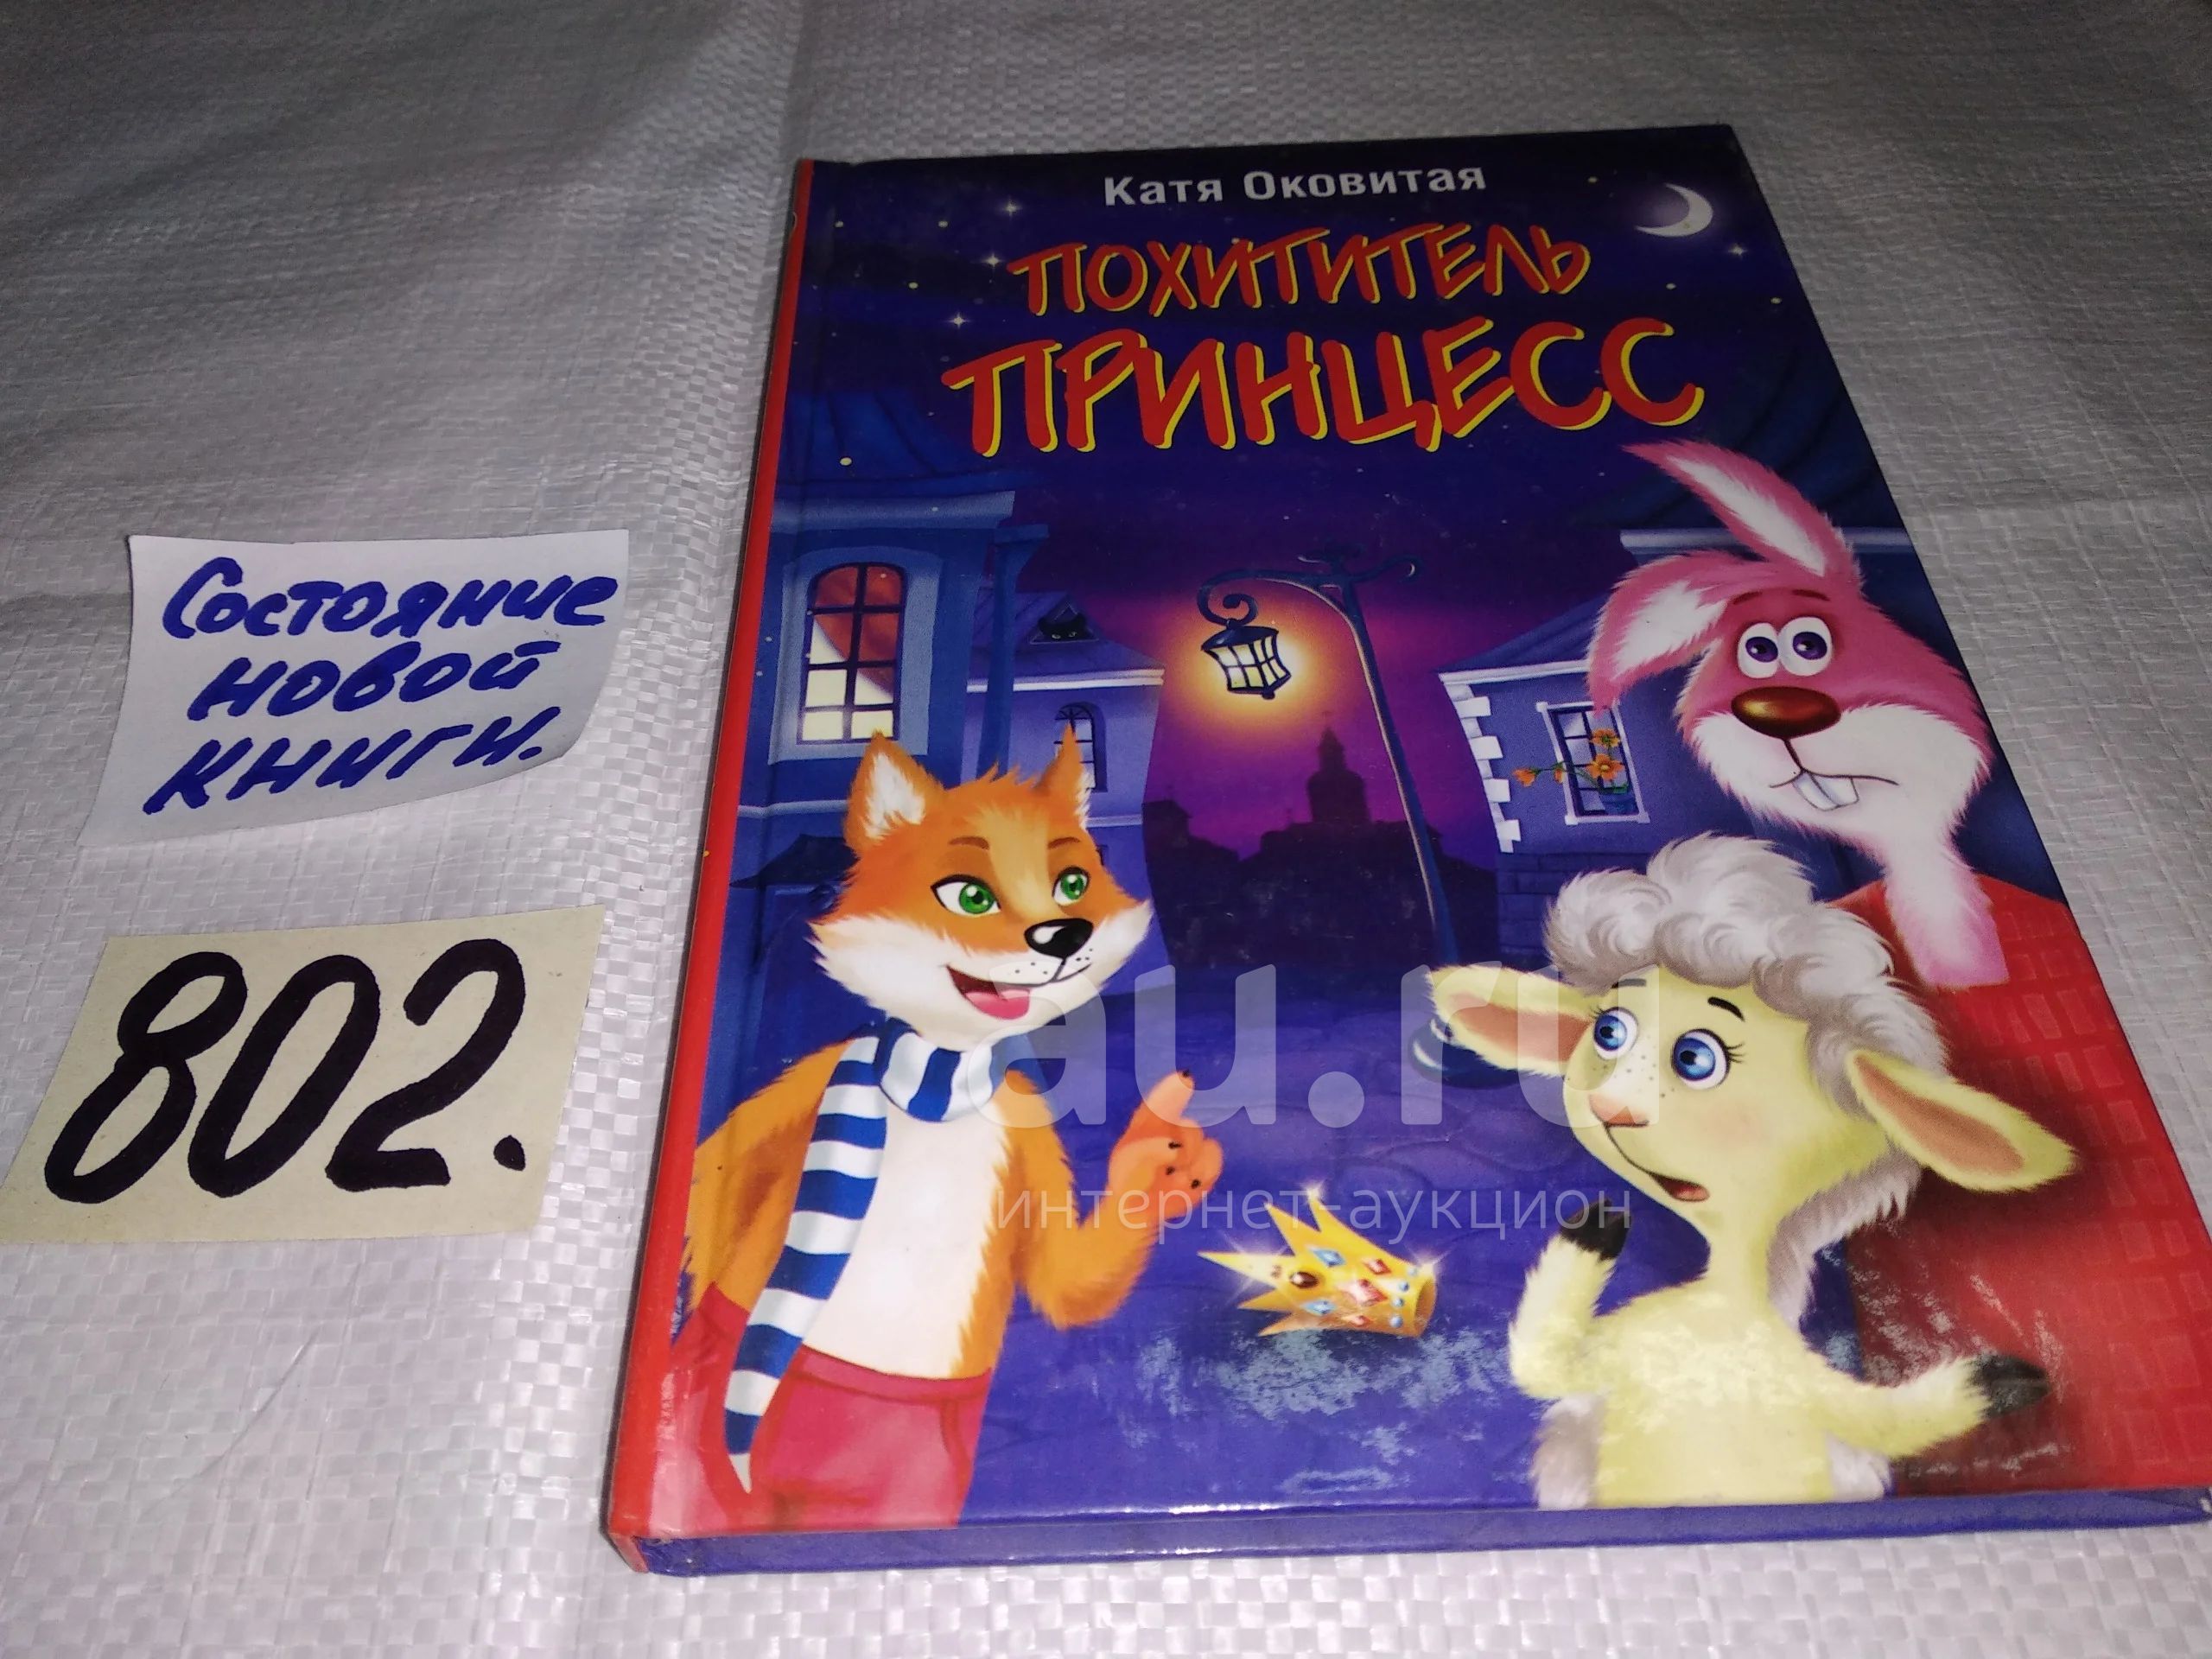 Катя Оковитая
ПОХИТИТЕЛЬ
ПРИНЦЕСС
Состояние
новой
книги.
802.
au.ru
интернет-аукцион